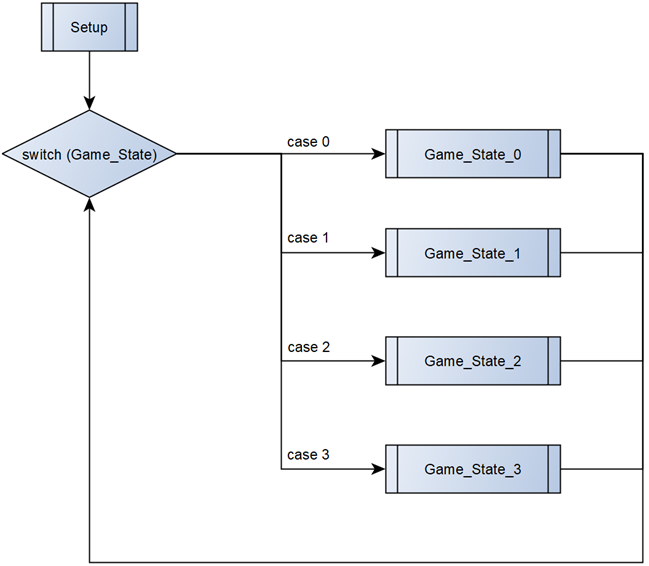 Setup
switch (Game_State)
case 0
Game_State_0
case 1
Game_State_1
case 2
Game_State_2
case 3
Game_State_3